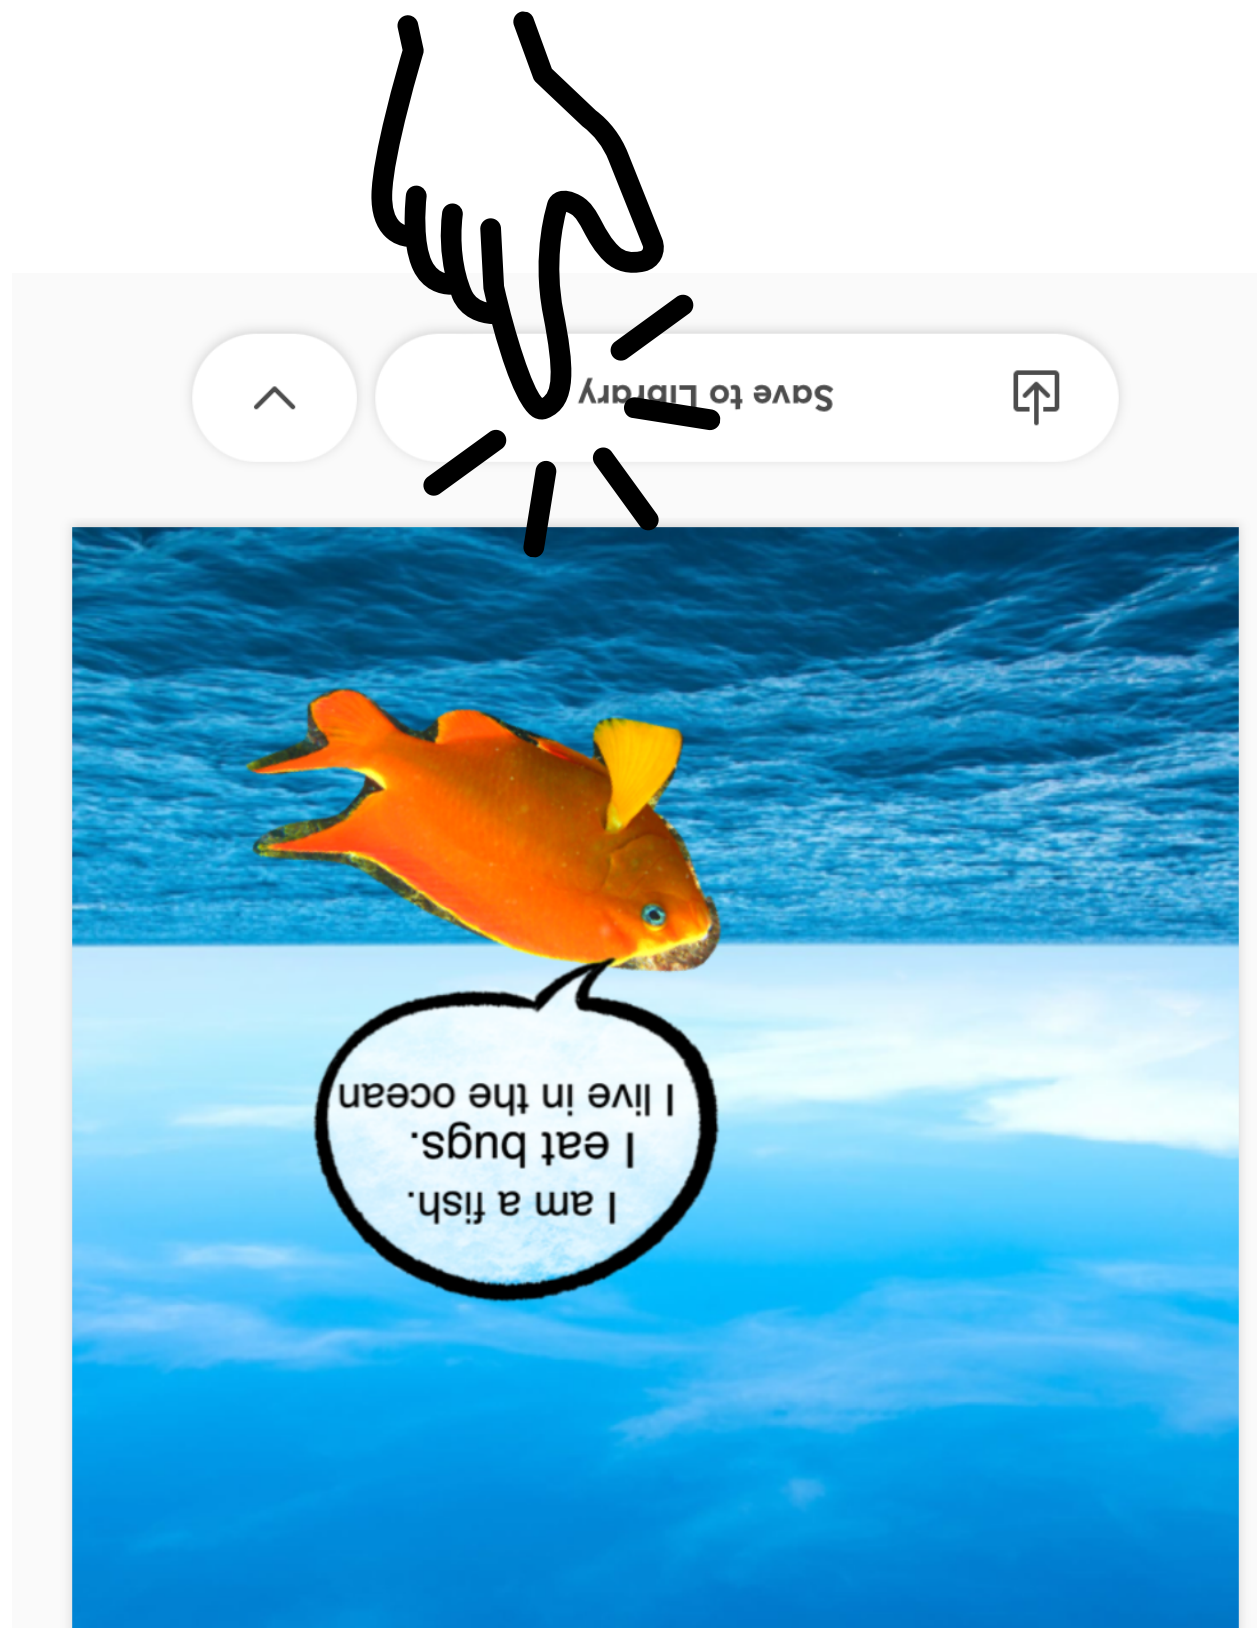 I am a fish.
I eat bugs.
I live in the ocean
Save to Library